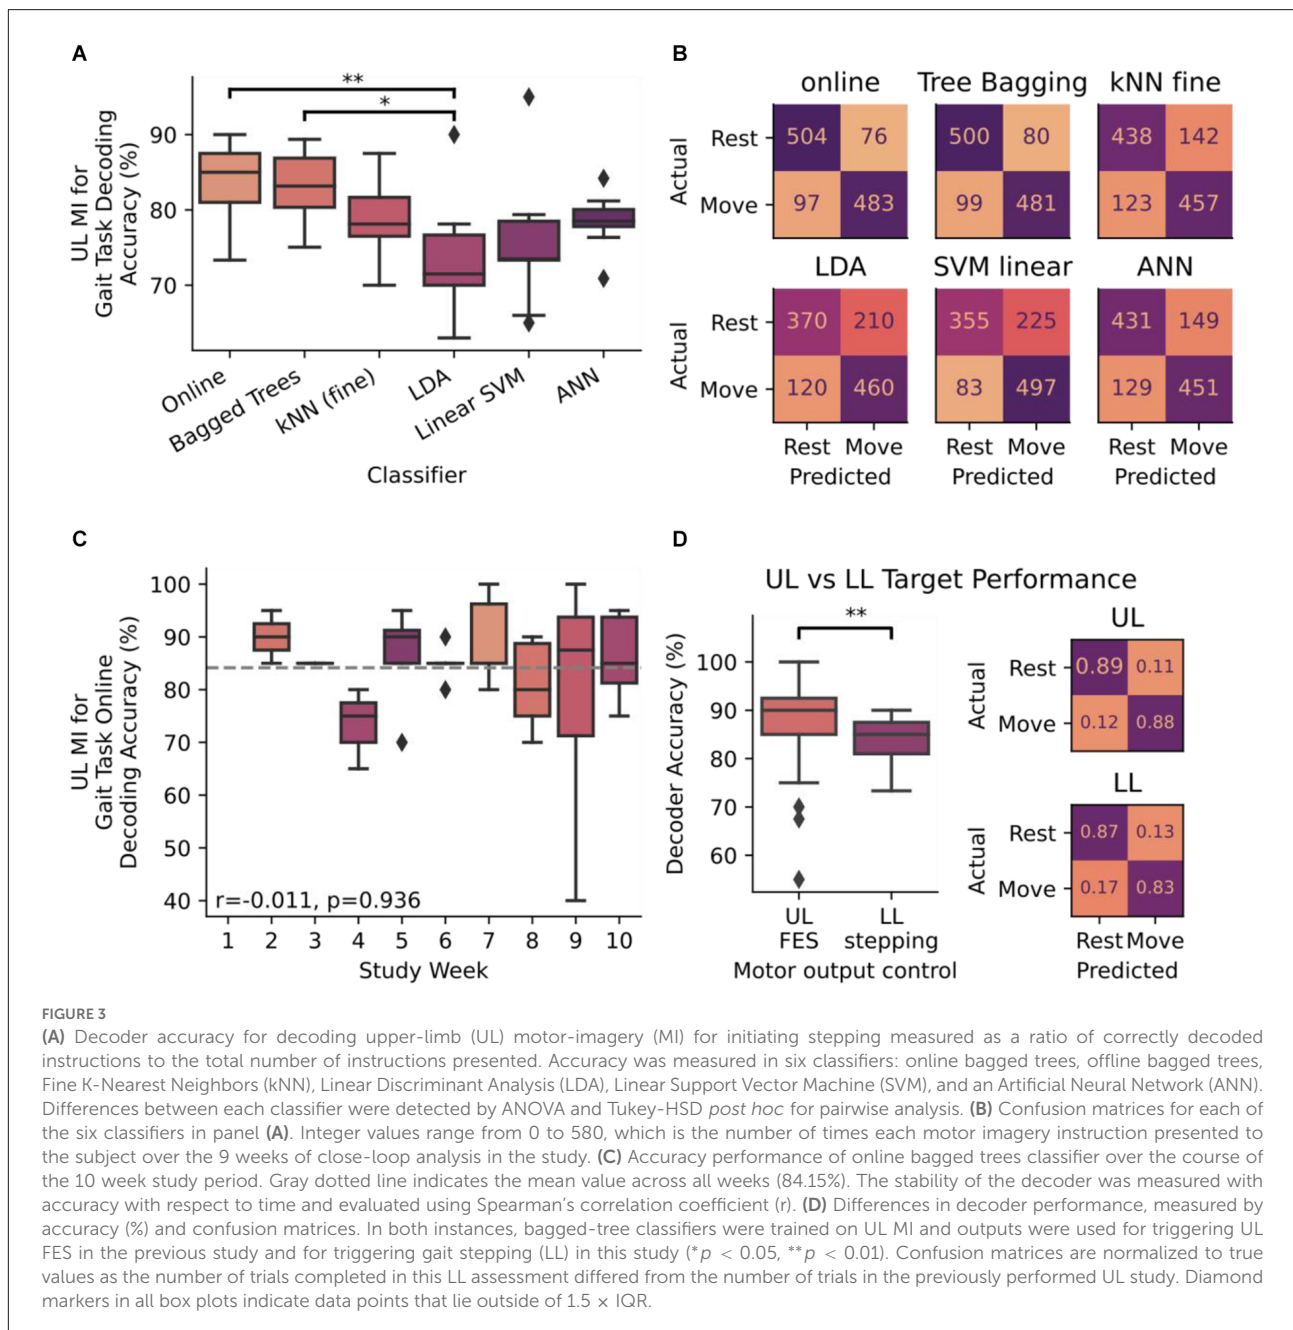 A
UL MI for
Gait Task Decoding
Accuracy (%)
90
80
70
**
*
Online
Bagged Trees
kNN (fine)
LDA
Linear SVM
ANN
Classifier
B
online
Tree Bagging
kNN fine
Actual
Rest
504
76
500
80
438
142
Move
97
483
99
481
123
457
LDA
SVM linear
ANN
Actual
Rest
370
210
355
225
431
149
Move
120
460
83
497
129
451
Rest Move
Rest Move
Rest Move
Predicted
Predicted
Predicted
C
UL MI for
Gait Task Online
Decoding Accuracy (%)
100
90
80
70
60
50
40
r=-0.011, p=0.936
1 2 3 4 5 6 7 8 9 10
Study Week
D
UL vs LL Target Performance
Decoder Accuracy (%)
100
90
80
70
60
**
UL
FES
LL
stepping
Motor output control
UL
Actual
Rest
0.89
0.11
Move
0.12
0.88
LL
Actual
Rest
0.87
0.13
Move
0.17
0.83
Rest Move
Predicted
FIGURE 3
(A) Decoder accuracy for decoding upper-limb (UL) motor-imagery (MI) for initiating stepping measured as a ratio of correctly decoded
instructions to the total number of instructions presented. Accuracy was measured in six classifiers: online bagged trees, offline bagged trees,
Fine K-Nearest Neighbors (kNN), Linear Discriminant Analysis (LDA), Linear Support Vector Machine (SVM), and an Artificial Neural Network (ANN).
Differences between each classifier were detected by ANOVA and Tukey-HSD post hoc for pairwise analysis. (B) Confusion matrices for each of
the six classifiers in panel (A). Integer values range from 0 to 580, which is the number of times each motor imagery instruction presented to
the subject over the 9 weeks of close-loop analysis in the study. (C) Accuracy performance of online bagged trees classifier over the course of
the 10 week study period. Gray dotted line indicates the mean value across all weeks (84.15%). The stability of the decoder was measured with
accuracy with respect to time and evaluated using Spearman's correlation coefficient (r). (D) Differences in decoder performance, measured by
accuracy (%) and confusion matrices. In both instances, bagged-tree classifiers were trained on UL MI and outputs were used for triggering UL
FES in the previous study and for triggering gait stepping (LL) in this study (*p < 0.05, **p < 0.01). Confusion matrices are normalized to true
values as the number of trials completed in this LL assessment differed from the number of trials in the previously performed UL study. Diamond
markers in all box plots indicate data points that lie outside of 1.5 × IQR.